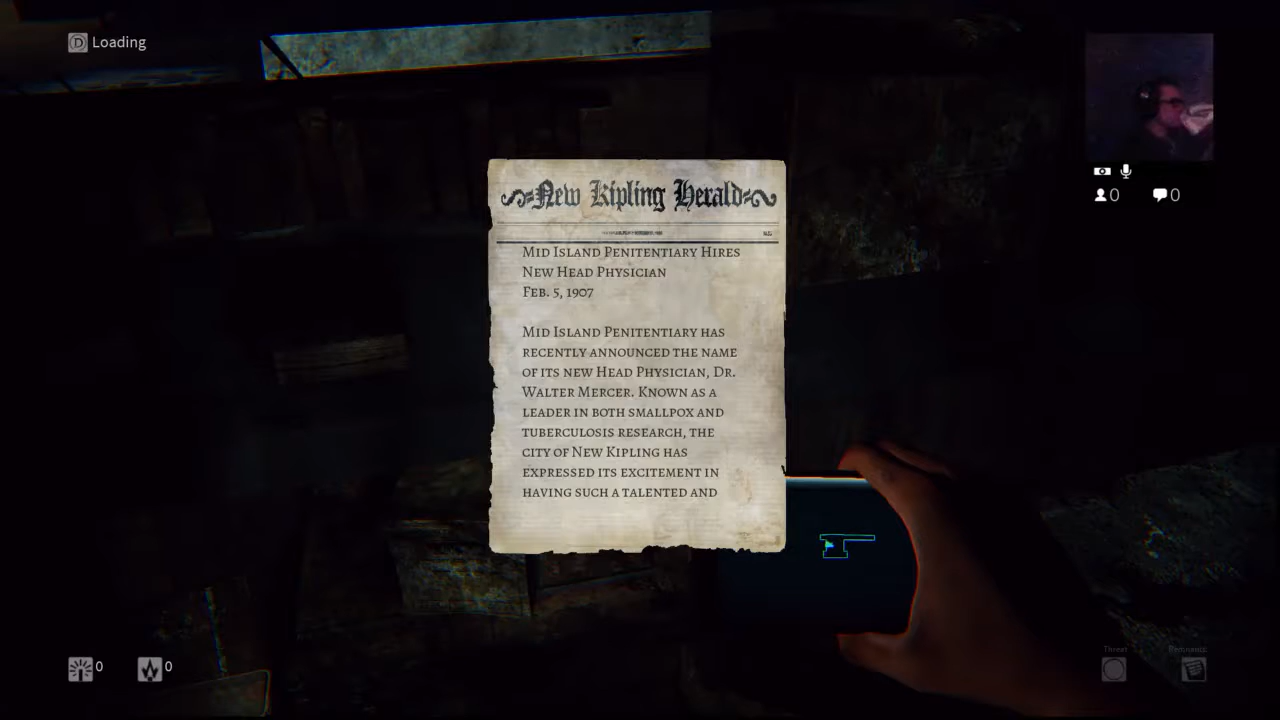 Loading
New Kipling Herald
Mid Island Penitentiary Hires
New Head Physician
Feb. 5, 1907
Mid Island Penitentiary has
recently announced the name
of its new Head Physician, Dr.
Walter Mercer. Known as a
leader in both smallpox and
tuberculosis research, the
city of New Kipling has
expressed its excitement in
having such a talented and
0
0
0
0
Threat
Remnants